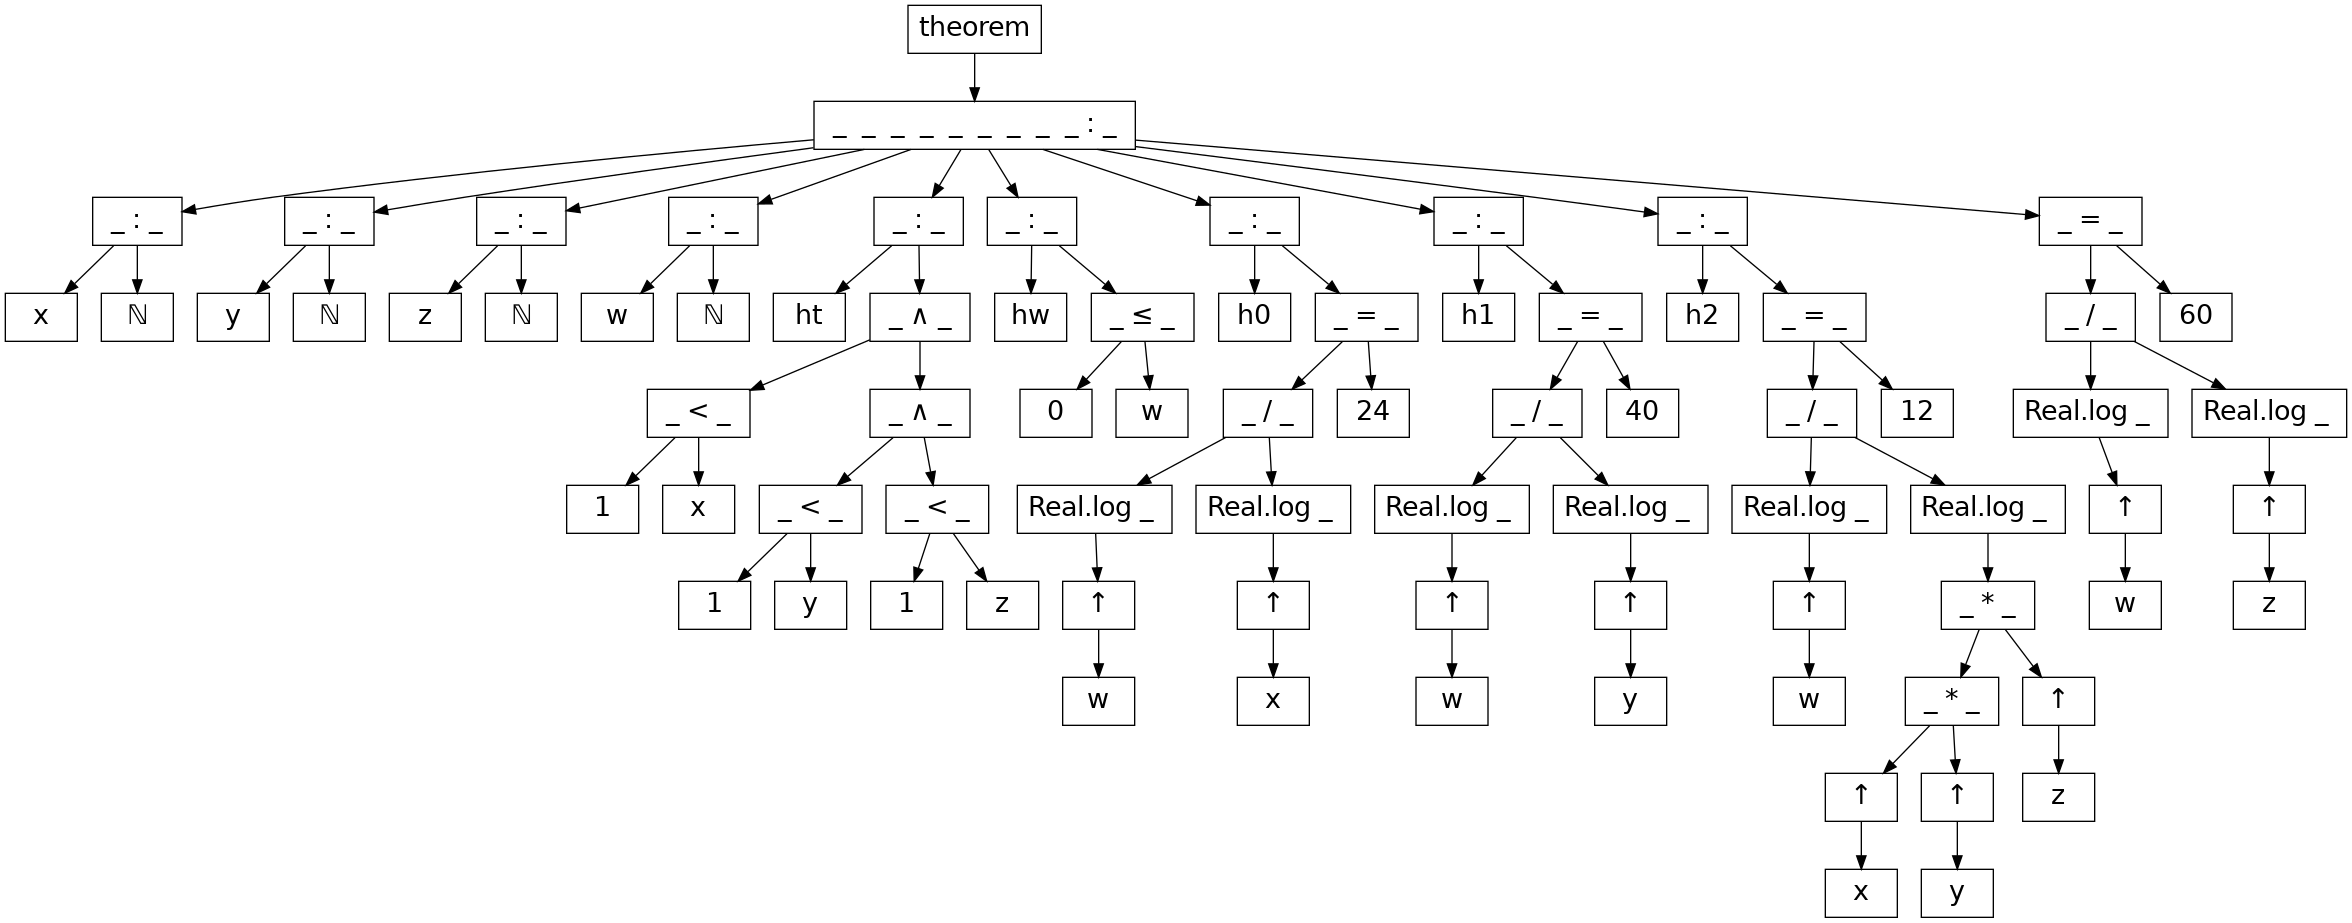 theorem
_ _ _ _ _ _ _ _ _ : _
_ : _ _ : _ _ : _ _ : _ _ : _ _ : _ _ : _ _ : _ _ : _ _ = _
x ℕ y ℕ z ℕ w ℕ ht _ ∧ _ hw _ ≤ _ h0 _ = _ h1 _ = _ h2 _ = _ _ / _ 60
_ < _ _ ∧ _ 0 w _ / _ 24 _ / _ 40 _ / _ 12 Real.log _ Real.log _
1 x _ < _ _ < _ Real.log _ Real.log _ Real.log _ Real.log _ Real.log _ Real.log _ ↑ ↑
1 y 1 z ↑ ↑ ↑ ↑ ↑ _ * _ w z
w x w y w _ * _ ↑
↑ ↑ z
x y